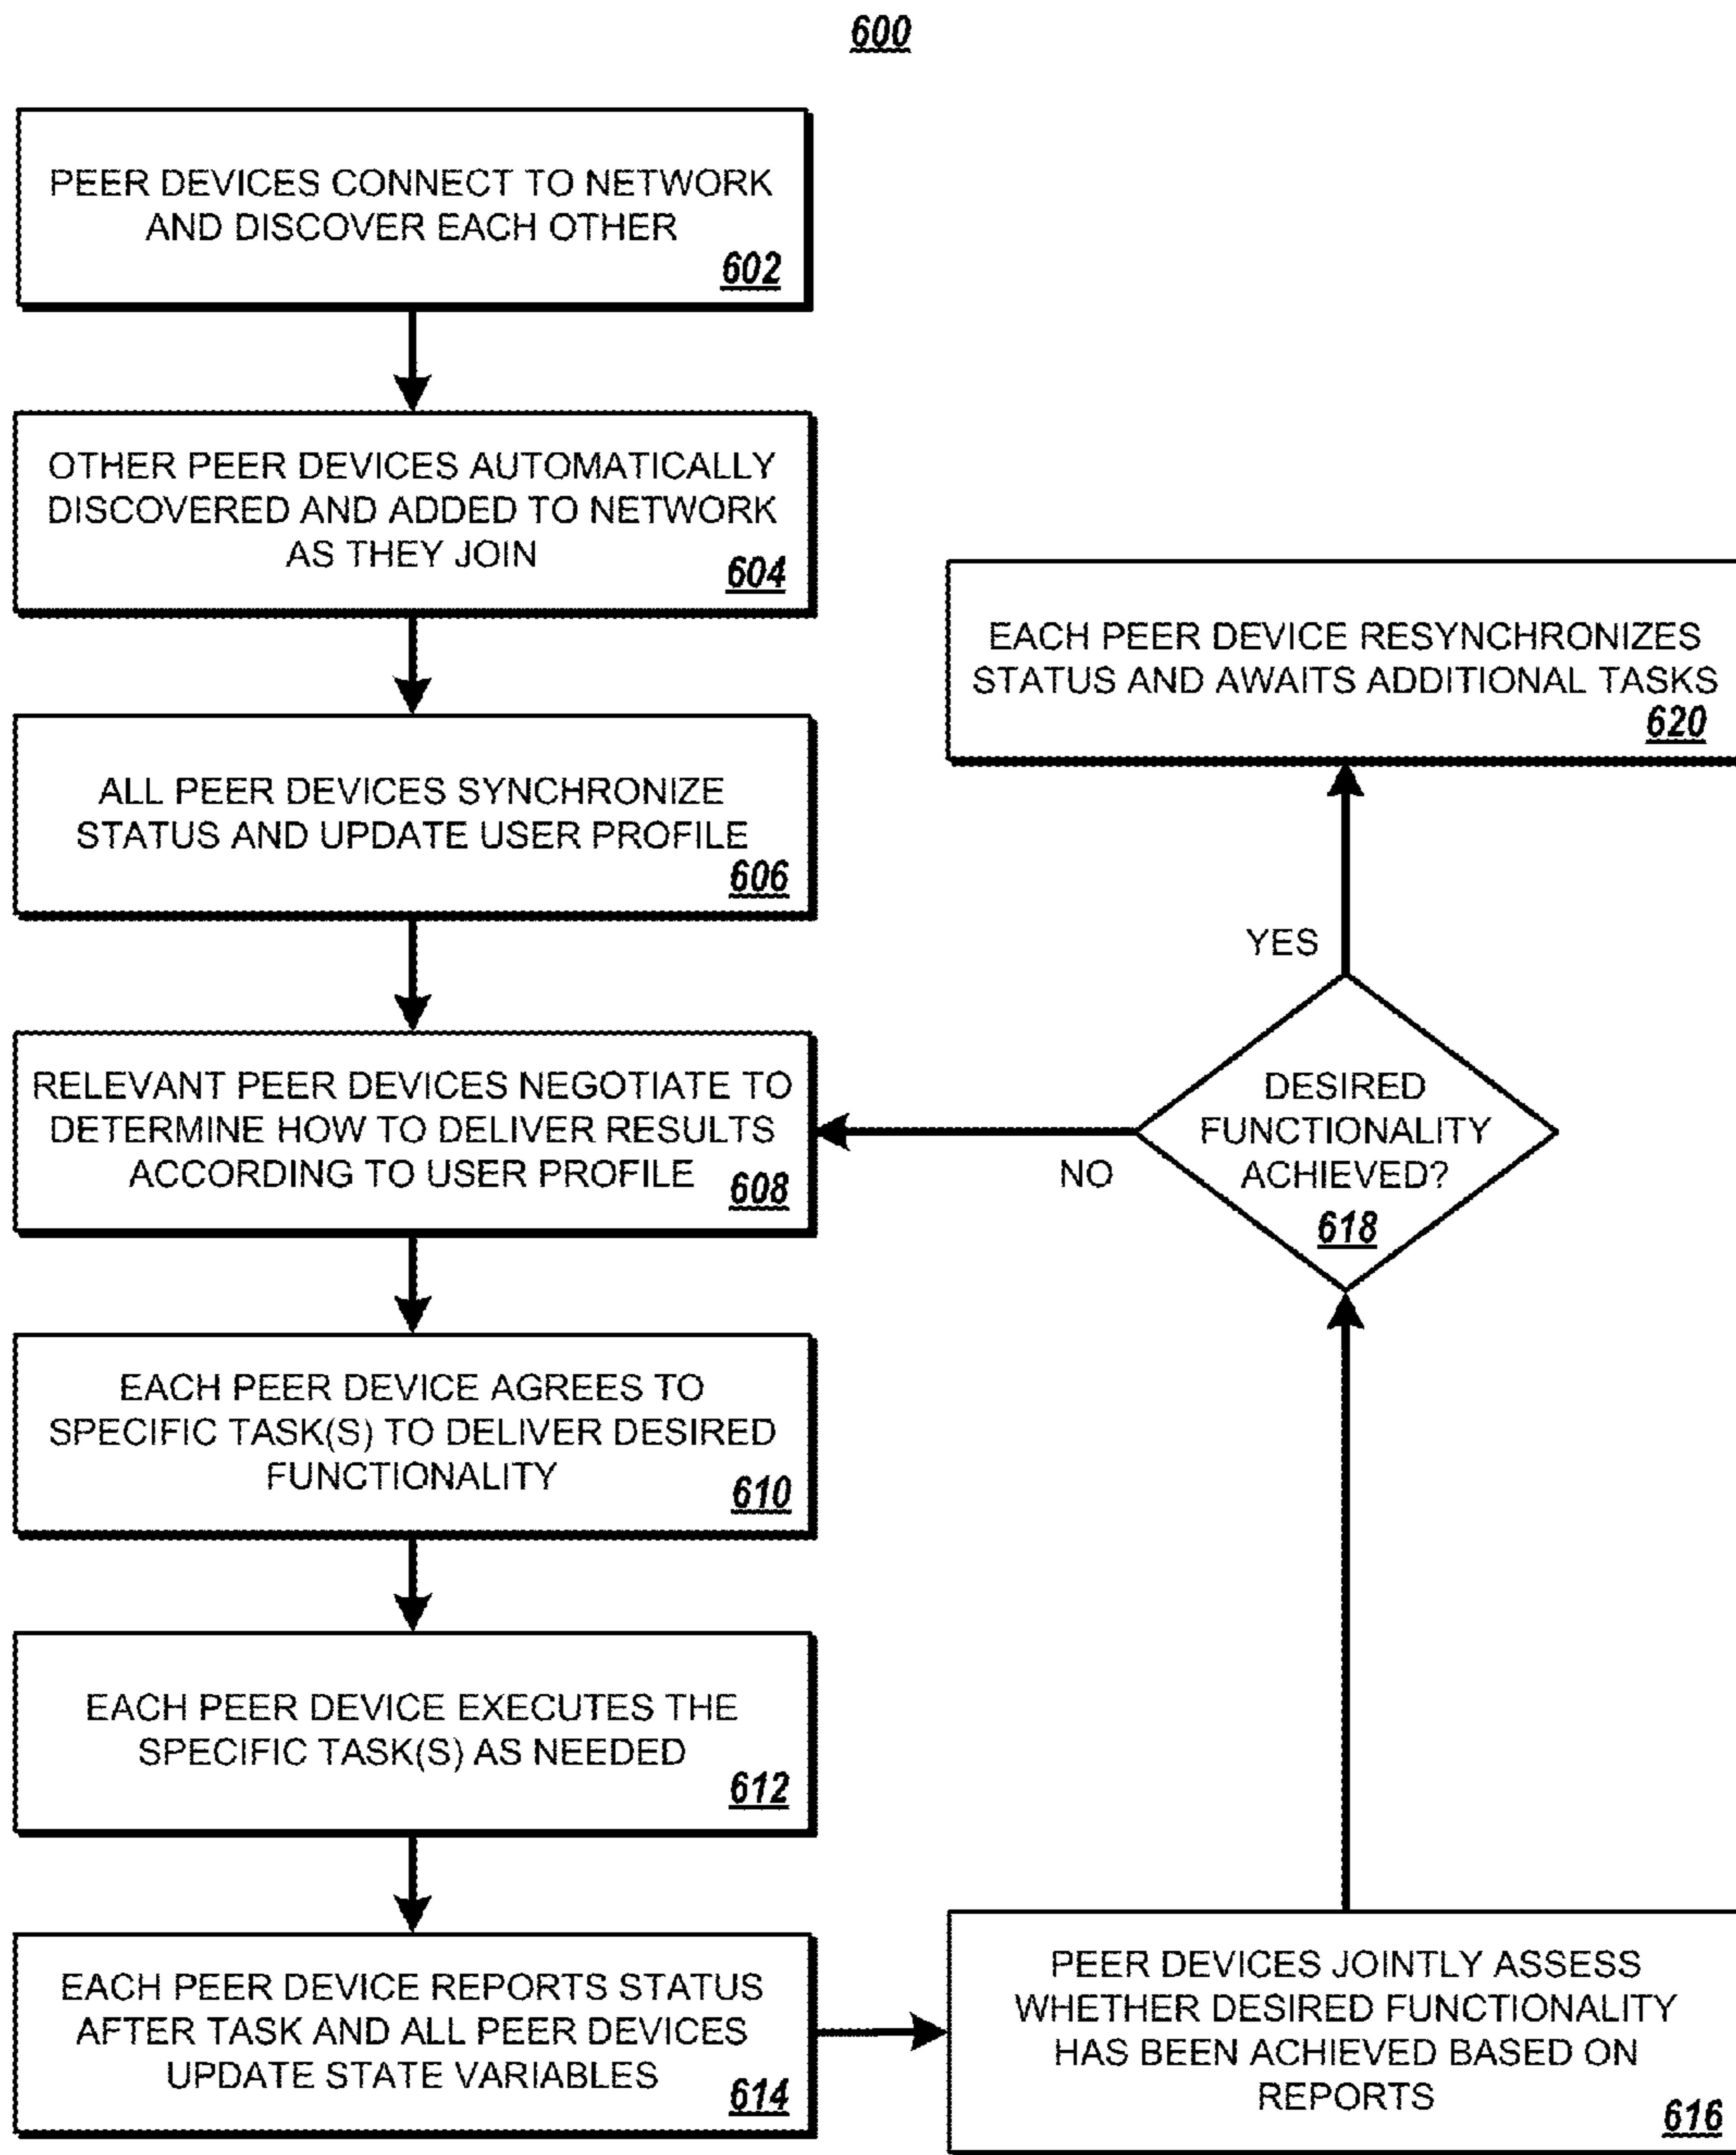 600
PEER DEVICES CONNECT TO NETWORK
AND DISCOVER EACH OTHER
602
OTHER PEER DEVICES AUTOMATICALLY
DISCOVERED AND ADDED TO NETWORK
AS THEY JOIN
604
ALL PEER DEVICES SYNCHRONIZE
STATUS AND UPDATE USER PROFILE
606
RELEVANT PEER DEVICES NEGOTIATE TO
DETERMINE HOW TO DELIVER RESULTS
ACCORDING TO USER PROFILE
608
EACH PEER DEVICE AGREES TO
SPECIFIC TASK(S) TO DELIVER DESIRED
FUNCTIONALITY
610
EACH PEER DEVICE EXECUTES THE
SPECIFIC TASK(S) AS NEEDED
612
EACH PEER DEVICE REPORTS STATUS
AFTER TASK AND ALL PEER DEVICES
UPDATE STATE VARIABLES
614
PEER DEVICES JOINTLY ASSESS
WHETHER DESIRED FUNCTIONALITY
HAS BEEN ACHIEVED BASED ON
REPORTS
616
DESIRED
FUNCTIONALITY
ACHIEVED?
618
NO
YES
EACH PEER DEVICE RESYNCHRONIZES
STATUS AND AWAITS ADDITIONAL TASKS
620